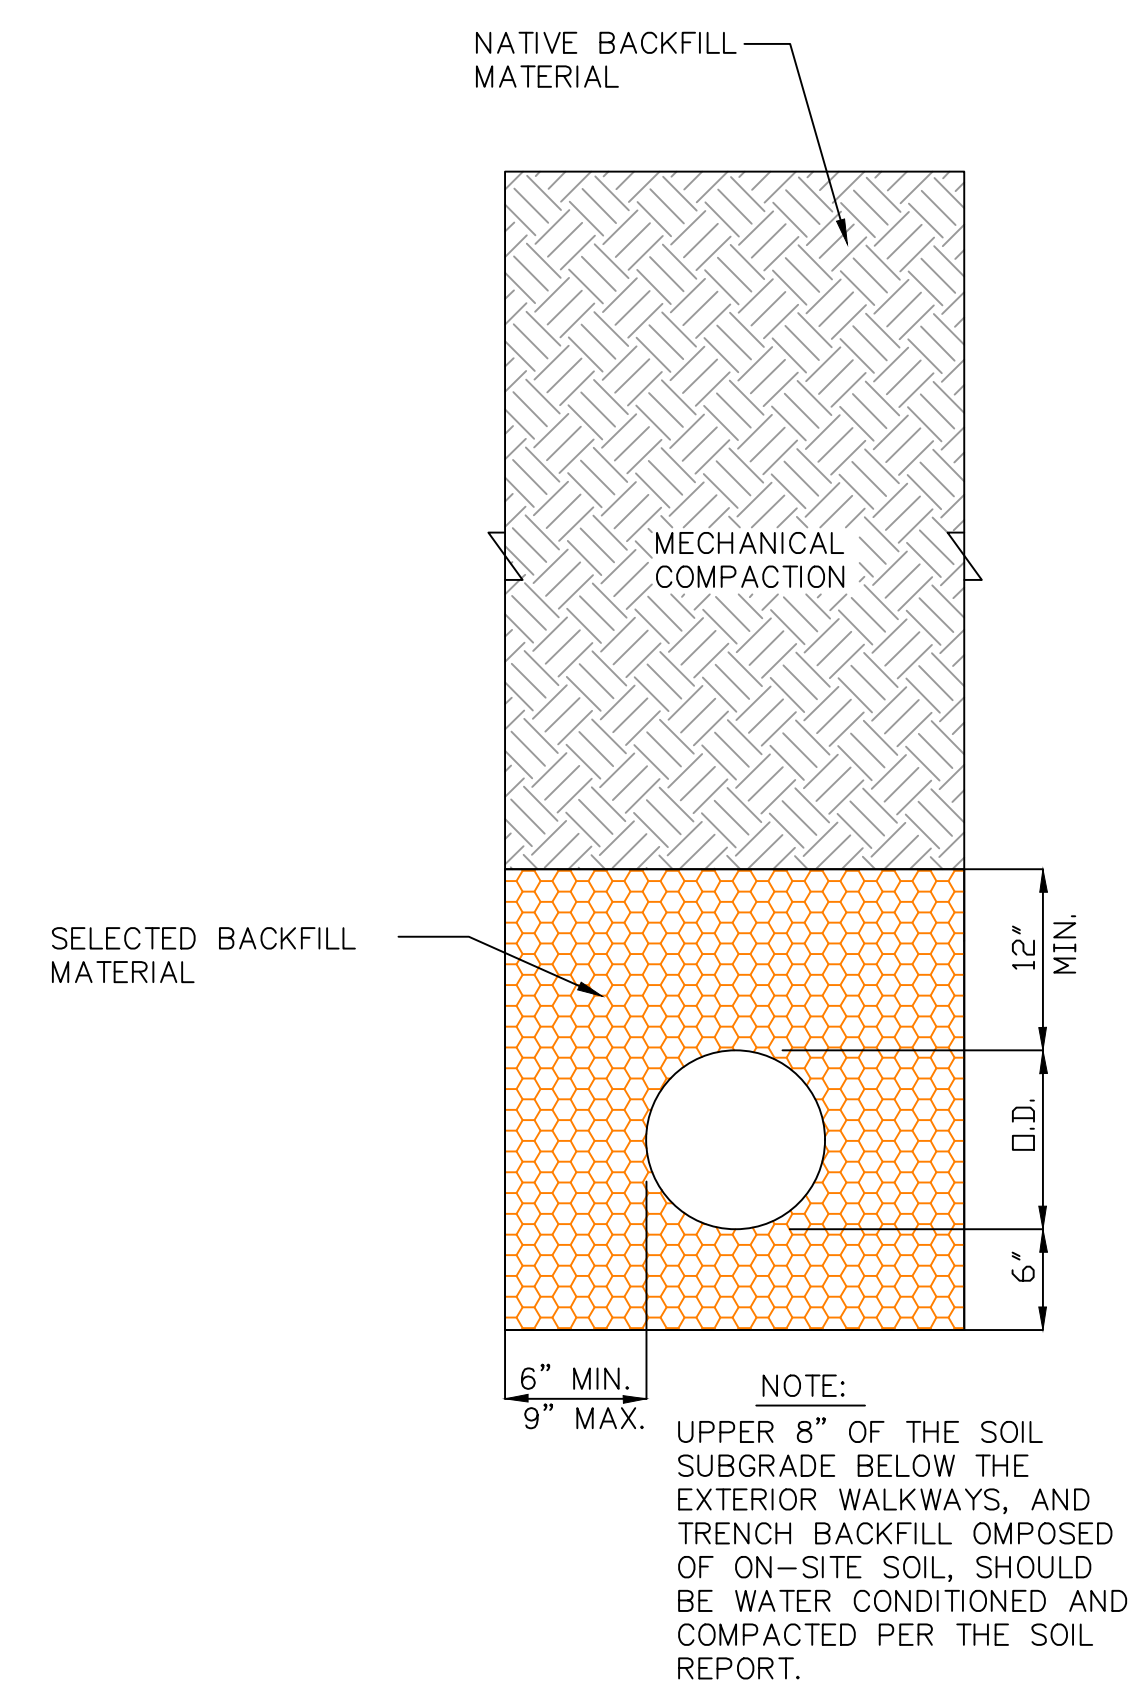 NATIVE BACKFILL
MATERIAL
MECHANICAL
COMPACTION
SELECTED BACKFILL
MATERIAL
12"
MIN.
O.D.
6"
6" MIN.
9" MAX.
NOTE:
UPPER 8" OF THE SOIL
SUBGRADE BELOW THE
EXTERIOR WALKWAYS, AND
TRENCH BACKFILL OMPOSED
OF ON-SITE SOIL, SHOULD
BE WATER CONDITIONED AND
COMPACTED PER THE SOIL
REPORT.